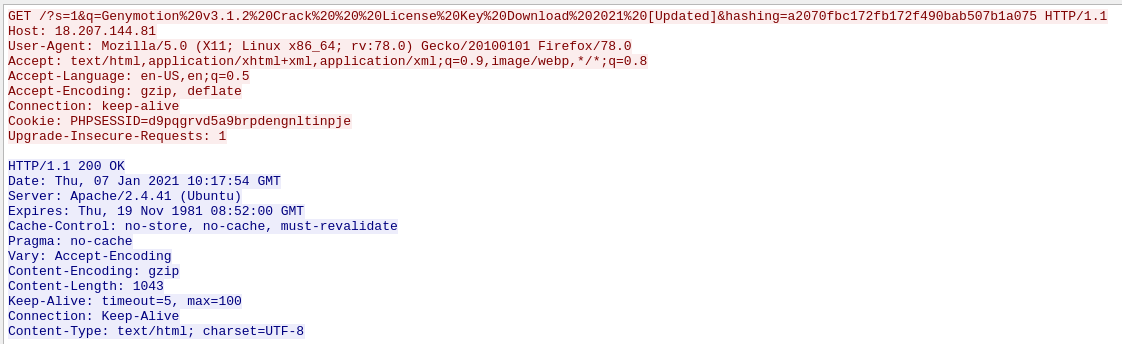 GET /?s=1&q=Genymotion%20v3.1.2%20Crack%20%20%20License%20Key%20Download%202021%20[Updated]&hashing=a2070fbc172fb172f490bab507b1a075 HTTP/1.1
Host: 18.207.144.81
User-Agent: Mozilla/5.0 (X11; Linux x86_64; rv:78.0) Gecko/20100101 Firefox/78.0
Accept: text/html,application/xhtml+xml,application/xml;q=0.9,image/webp,*/*;q=0.8
Accept-Language: en-US,en;q=0.5
Accept-Encoding: gzip, deflate
Connection: keep-alive
Cookie: PHPSESSID=d9pqgrvd5a9brpdengnltinpje
Upgrade-Insecure-Requests: 1

HTTP/1.1 200 OK
Date: Thu, 07 Jan 2021 10:17:54 GMT
Server: Apache/2.4.41 (Ubuntu)
Expires: Thu, 19 Nov 1981 08:52:00 GMT
Cache-Control: no-store, no-cache, must-revalidate
Pragma: no-cache
Vary: Accept-Encoding
Content-Encoding: gzip
Content-Length: 1043
Keep-Alive: timeout=5, max=100
Connection: Keep-Alive
Content-Type: text/html; charset=UTF-8